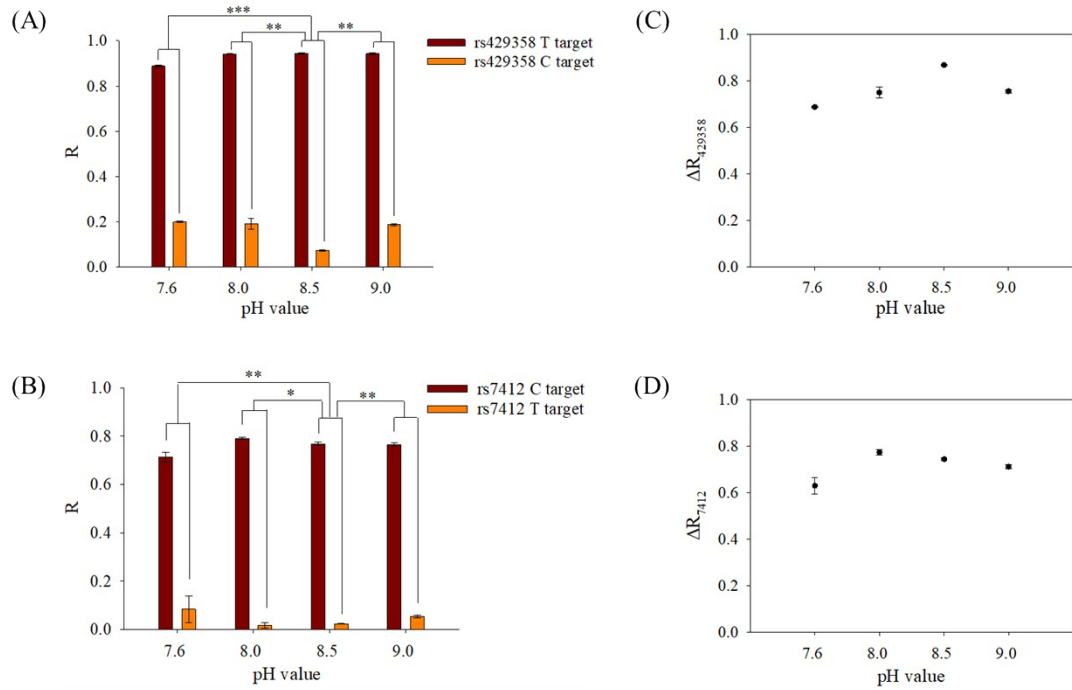 (A)
***
**
**
1.0
0.8
0.6
0.4
0.2
0.0
R
7.6 8.0 8.5 9.0
pH value
rs429358 T target
rs429358 C target
(C)
1.0
0.8
0.6
0.4
0.2
0.0
ΔR429358
7.6 8.0 8.5 9.0
pH value
(B)
**
*
**
1.0
0.8
0.6
0.4
0.2
0.0
R
7.6 8.0 8.5 9.0
pH value
rs7412 C target
rs7412 T target
(D)
1.0
0.8
0.6
0.4
0.2
0.0
ΔR7412
7.6 8.0 8.5 9.0
pH value